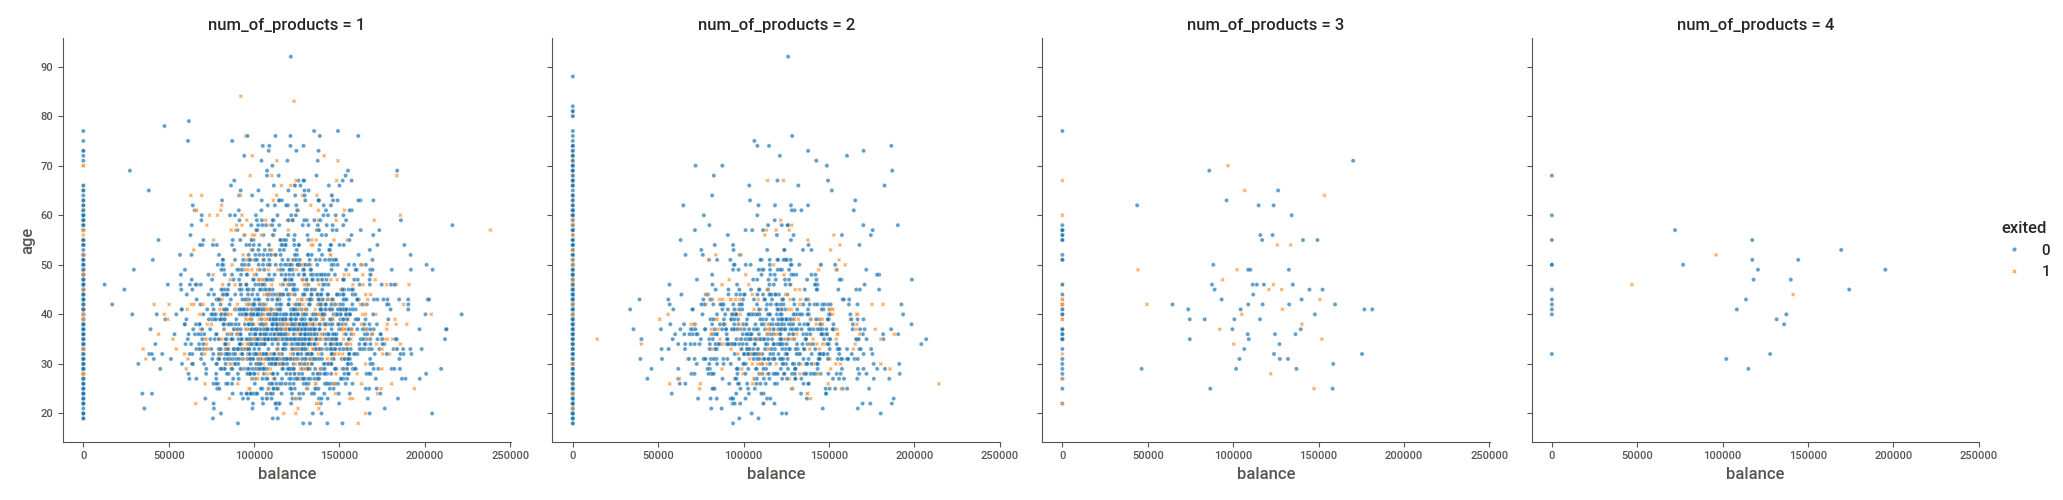 num_of_products = 1
num_of_products = 2
num_of_products = 3
num_of_products = 4
90
80
70
60
50
40
30
20
age
0 50000 100000 150000 200000 250000
0 50000 100000 150000 200000 250000
0 50000 100000 150000 200000 250000
0 50000 100000 150000 200000 250000
balance
balance
balance
balance
exited
0
1